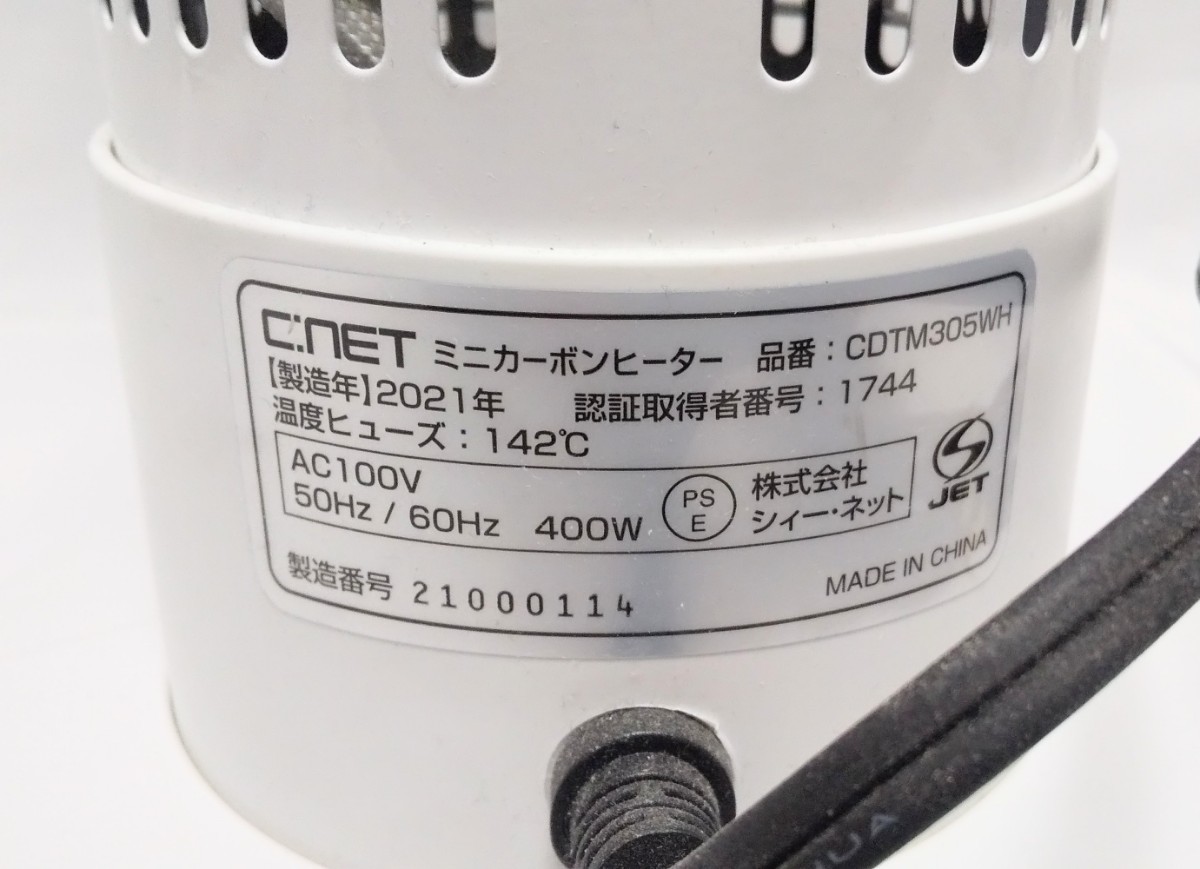 C:NET ミニカーボンヒーター 品番：CDTM305WH
【製造年】2021年 認証取得者番号：1744
温度ヒューズ：142℃
AC100V
50Hz / 60Hz 400W
PS
E
株式会社
シィー・ネット
JET
製造番号 21000114
MADE IN CHINA
UA